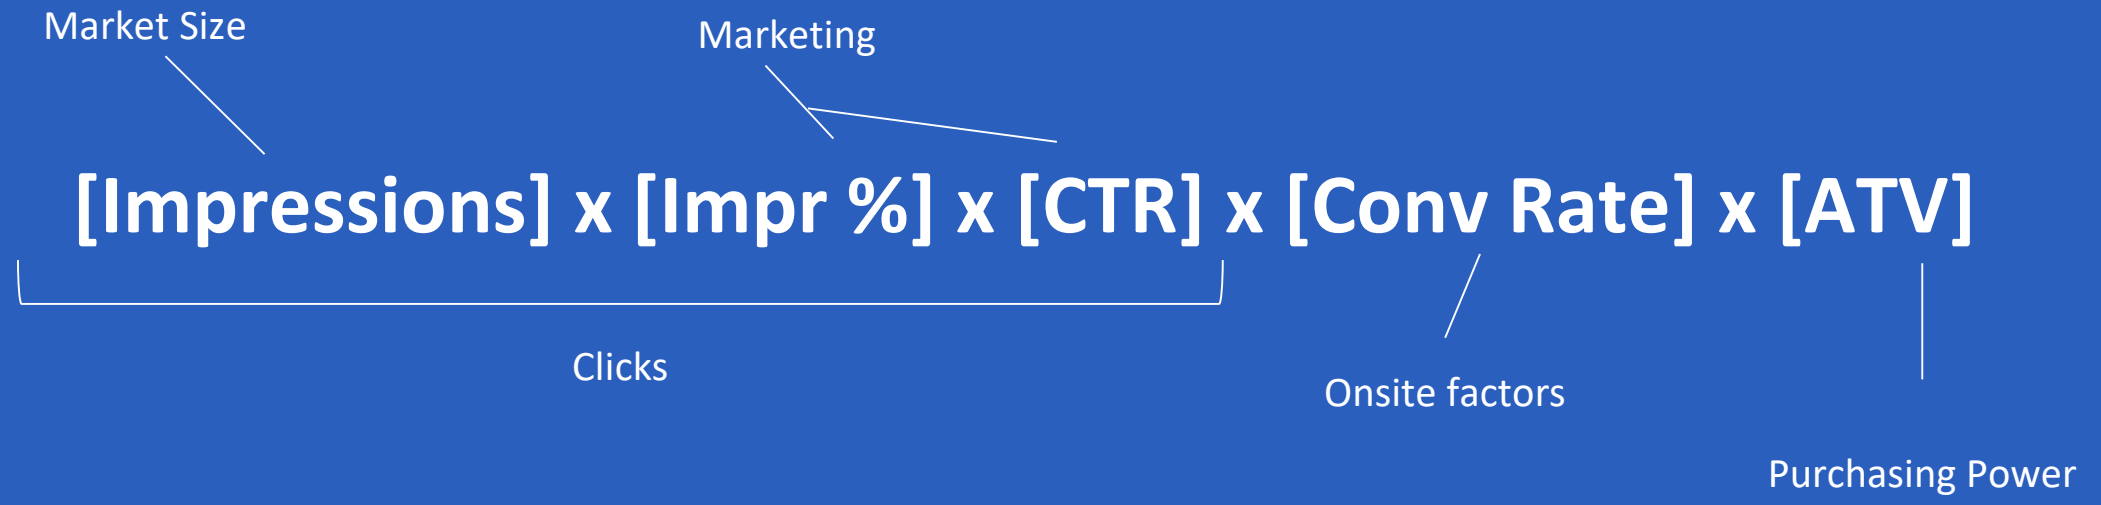 Market Size
Marketing
[Impressions] x [Impr %] x [CTR] x [Conv Rate] x [ATV]
Clicks
Onsite factors
Purchasing Power